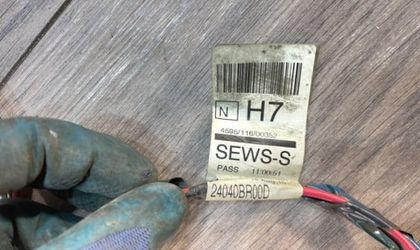 N H7
4595/116/00352
SEWS-S
PASS 11:00:51
24040BR00D